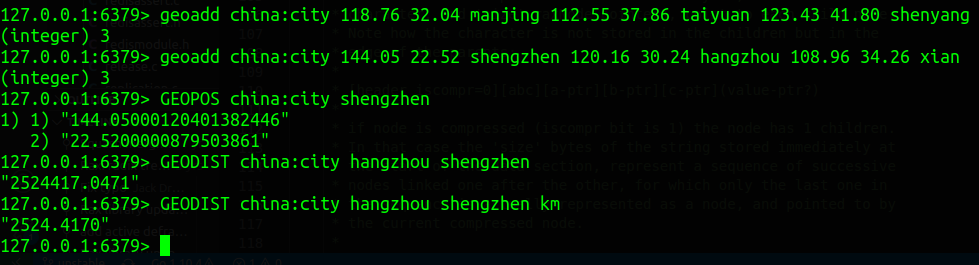 127.0.0.1:6379> geoadd china:city 118.76 32.04 manjing 112.55 37.86 taiyuan 123.43 41.80 shenyang
(integer) 3
127.0.0.1:6379> geoadd china:city 144.05 22.52 shengzhen 120.16 30.24 hangzhou 108.96 34.26 xian
(integer) 3
127.0.0.1:6379> GEOPOS china:city shengzhen
1) 1) "144.05000120401382446"
   2) "22.5200000879503861"
127.0.0.1:6379> GEODIST china:city hangzhou shengzhen
"2524417.0471"
127.0.0.1:6379> GEODIST china:city hangzhou shengzhen km
"2524.4170"
127.0.0.1:6379>